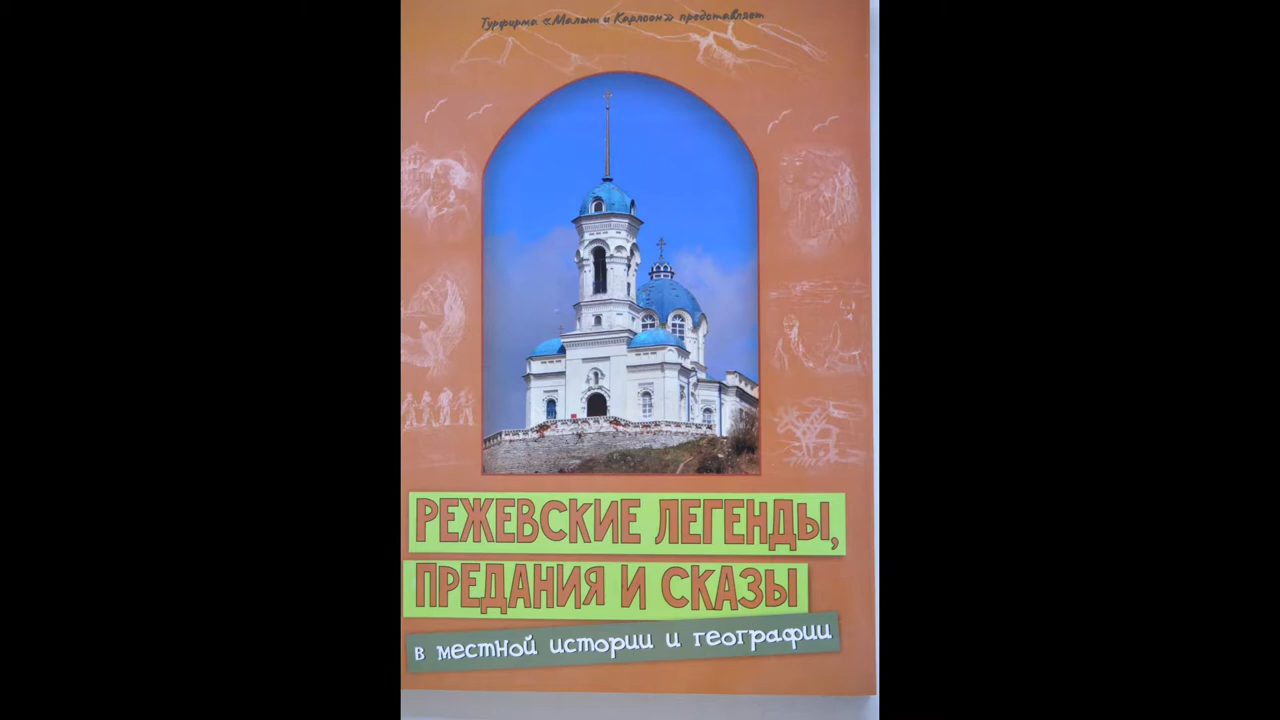 Турфирма «Малыш и Карлсон» представляет
РЕЖЕВСКИЕ ЛЕГЕНДЫ,
ПРЕДАНИЯ И СКАЗЫ
в местной истории и географии